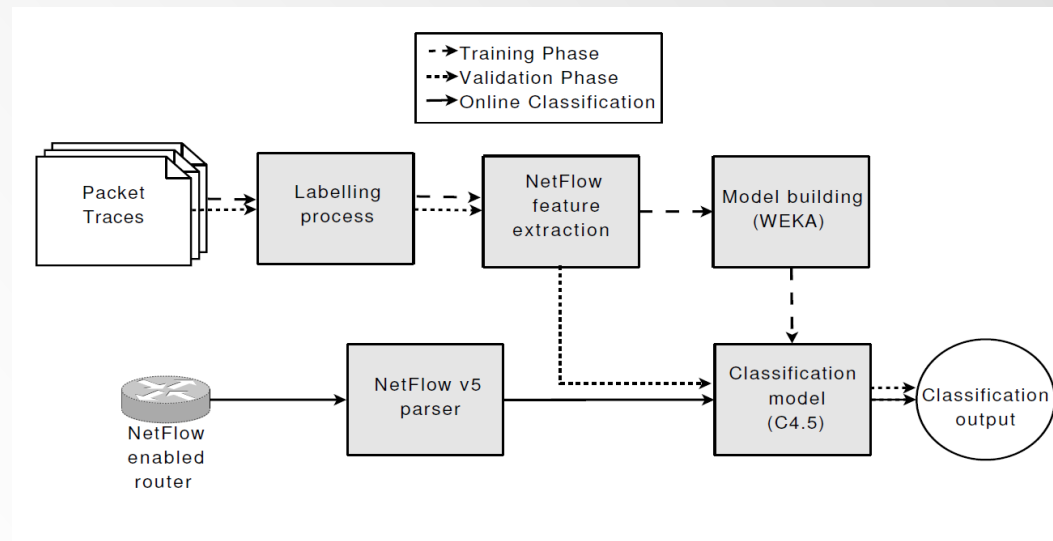 Training Phase
Validation Phase
Online Classification
Packet
Traces
Labelling
process
NetFlow
feature
extraction
Model building
(WEKA)
NetFlow
enabled
router
NetFlow v5
parser
Classification
model
(C4.5)
Classification
output